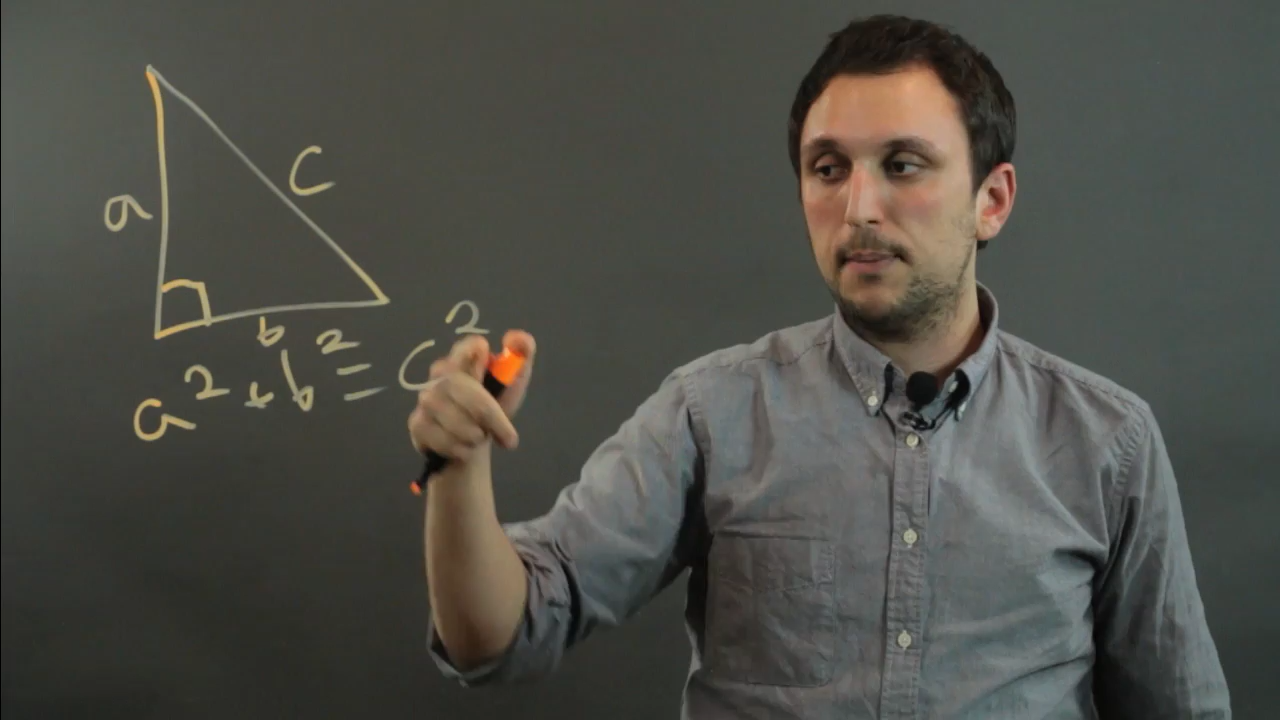 a
c
b
a² + b² = c²